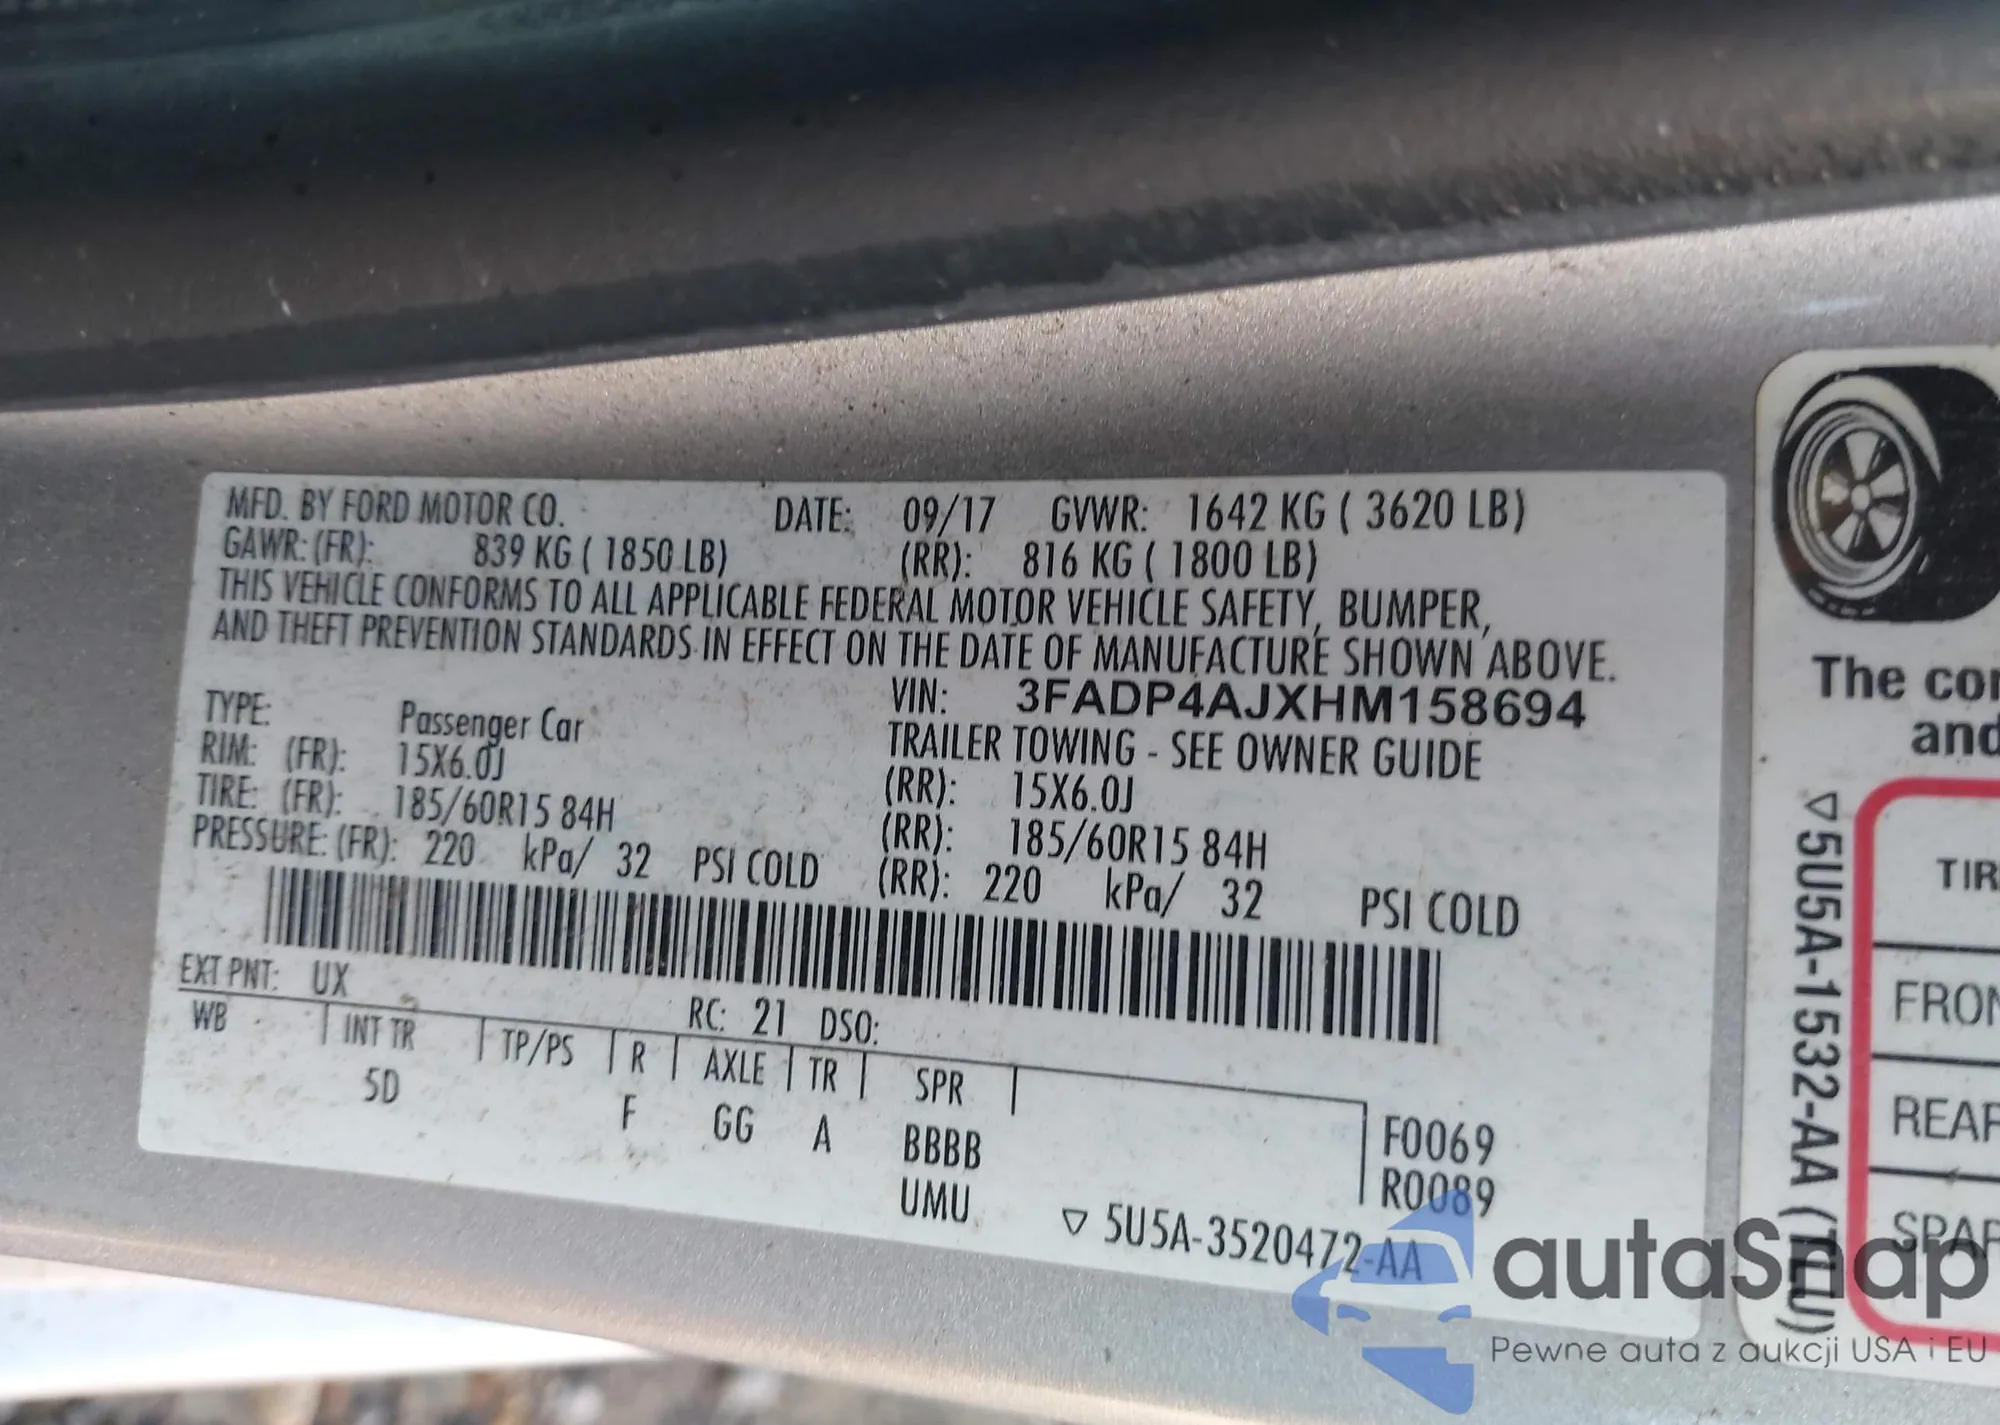 MFD. BY FORD MOTOR CO. DATE: 09/17 GVWR: 1642 KG ( 3620 LB)
GAWR: (FR): 839 KG ( 1850 LB) (RR): 816 KG ( 1800 LB)
THIS VEHICLE CONFORMS TO ALL APPLICABLE FEDERAL MOTOR VEHICLE SAFETY, BUMPER,
AND THEFT PREVENTION STANDARDS IN EFFECT ON THE DATE OF MANUFACTURE SHOWN ABOVE.
VIN: 3FADP4AJXHM158694
TYPE: Passenger Car TRAILER TOWING - SEE OWNER GUIDE
RIM: (FR): 15X6.0J (RR): 15X6.0J
TIRE: (FR): 185/60R15 84H (RR): 185/60R15 84H
PRESSURE: (FR): 220 kPa/ 32 PSI COLD (RR): 220 kPa/ 32 PSI COLD
EXT PNT: UX RC: 21 DSO:
WB INT TR TP/PS R AXLE TR SPR
5D F GG A BBBB F0069
UMU R0089
▽ 5U5A-3520472-AA
The con
and
▽5U5A-1532-AA (TLU)
TIR
FRON
REAR
SPAR
autaSnap
Pewne auta z aukcji USA i EU